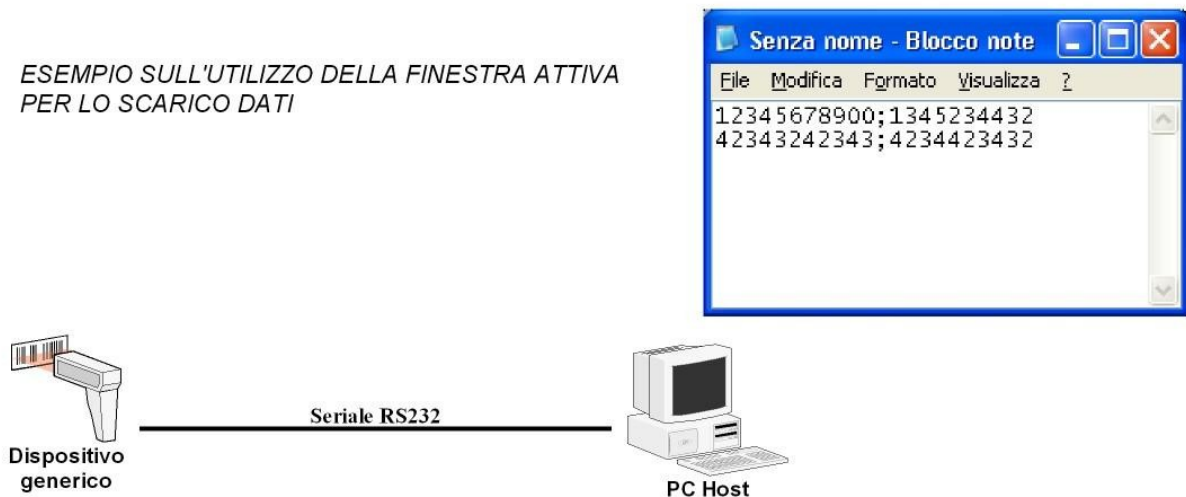 ESEMPIO SULL'UTILIZZO DELLA FINESTRA ATTIVA
PER LO SCARICO DATI
Senza nome - Blocco note
File Modifica Formato Visualizza ?
12345678900;1345234432
42343242343;4234423432
Seriale RS232
Dispositivo
generico
PC Host